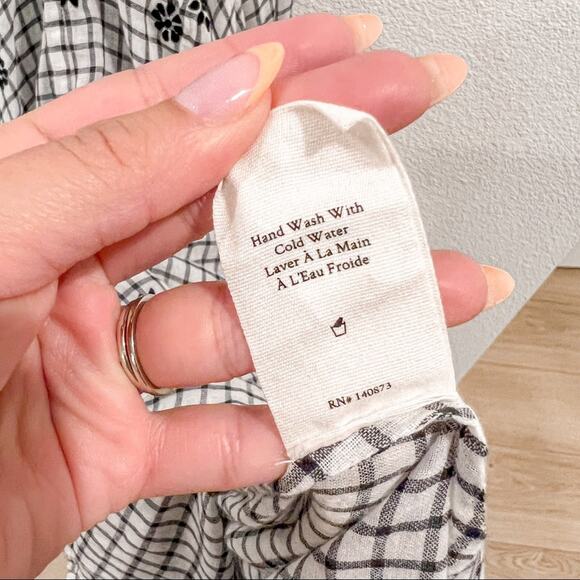 Hand Wash With
Cold Water
Laver À La Main
À L'Eau Froide
RN# 140873